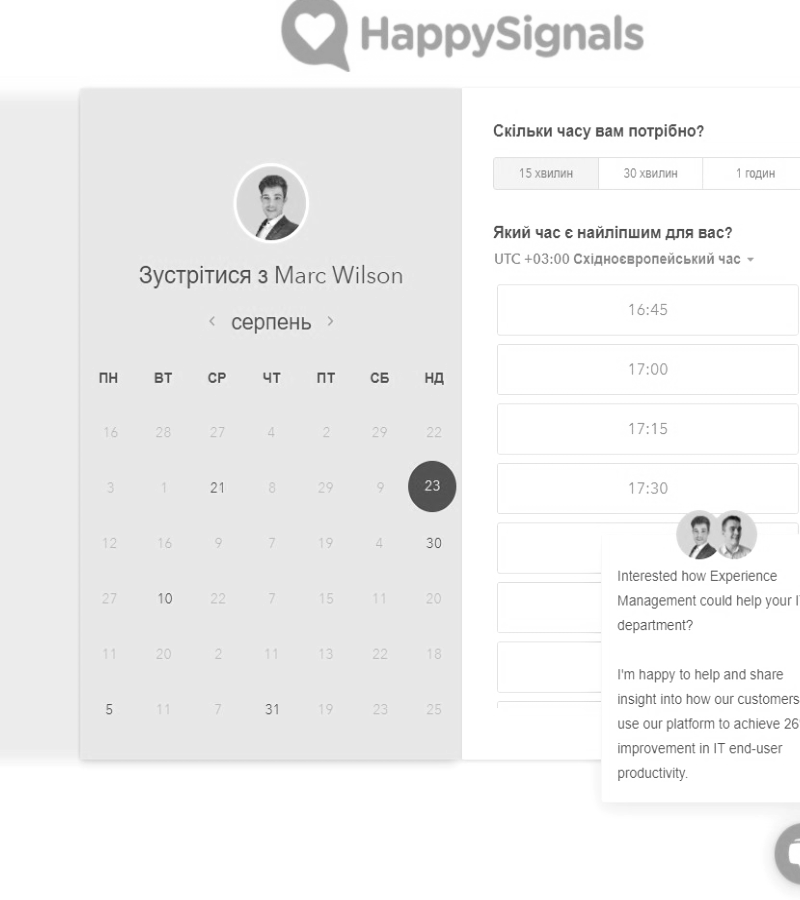 HappySignals
Зустрітися з Marc Wilson
серпень
ПН ВТ СР ЧТ ПТ СБ НД
16 28 27 4 2 29 22
3 1 21 8 29 9 23
12 16 9 7 19 4 30
27 10 22 7 15 11 20
11 20 2 11 13 22 18
5 11 7 31 19 23 25
Скільки часу вам потрібно?
15 хвилин 30 хвилин 1 годин
Який час є найліпшим для вас?
UTC +03:00 Східноєвропейський час
16:45
17:00
17:15
17:30
Interested how Experience
Management could help your
department?
I'm happy to help and share
insight into how our customers
use our platform to achieve
improvement in IT end-user
productivity.